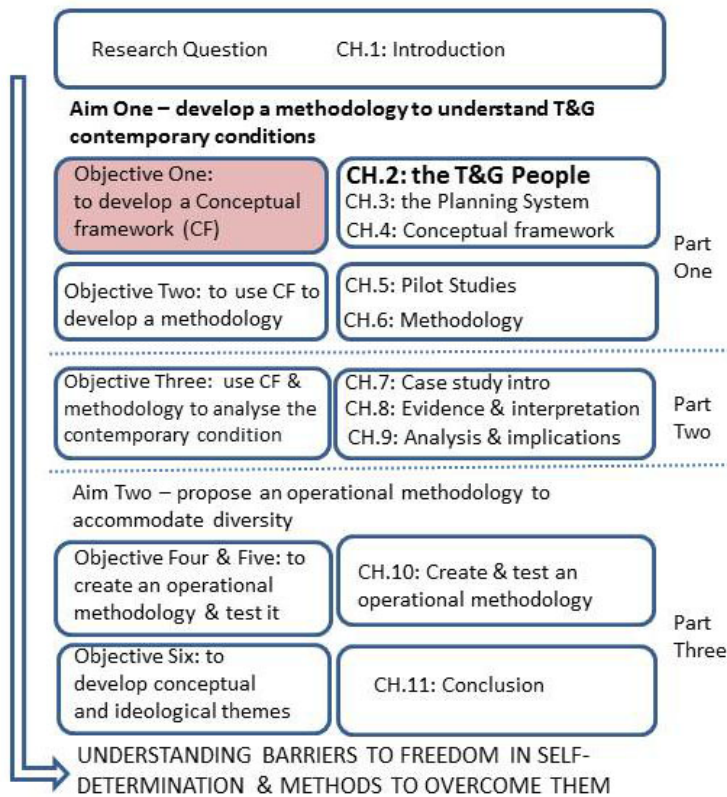 Research Question CH.1: Introduction
Aim One – develop a methodology to understand T&G
contemporary conditions
Objective One:
to develop a Conceptual
framework (CF)
CH.2: the T&G People
CH.3: the Planning System
CH.4: Conceptual framework
Part
One
Objective Two: to use CF to
develop a methodology
CH.5: Pilot Studies
CH.6: Methodology
Objective Three: use CF &
methodology to analyse the
contemporary condition
CH.7: Case study intro
CH.8: Evidence & interpretation
CH.9: Analysis & implications
Part
Two
Aim Two – propose an operational methodology to
accommodate diversity
Objective Four & Five: to
create an operational
methodology & test it
CH.10: Create & test an
operational methodology
Part
Three
Objective Six: to
develop conceptual
and ideological themes
CH.11: Conclusion
UNDERSTANDING BARRIERS TO FREEDOM IN SELF-
DETERMINATION & METHODS TO OVERCOME THEM